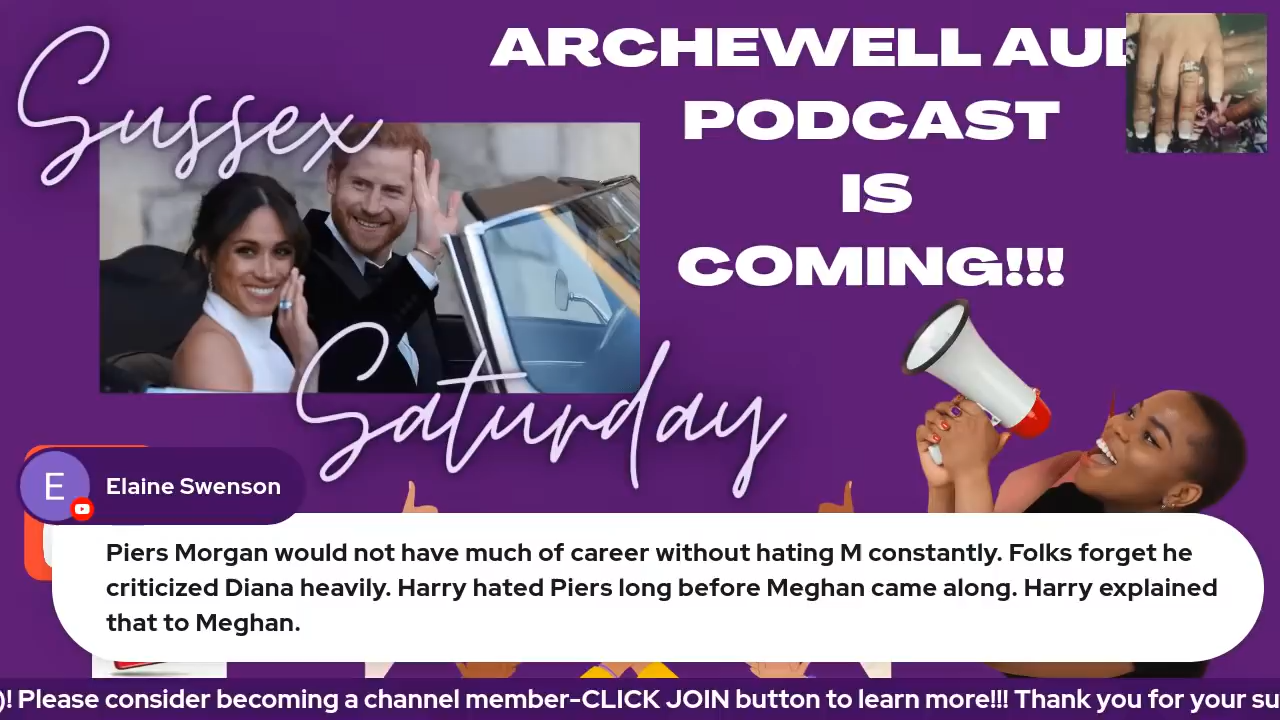 Sussex
Saturday
ARCHEWELL AUD
PODCAST
IS
COMING!!!
E
Elaine Swenson
Piers Morgan would not have much of career without hating M constantly. Folks forget he
criticized Diana heavily. Harry hated Piers long before Meghan came along. Harry explained
that to Meghan.
)! Please consider becoming a channel member-CLICK JOIN button to learn more!!! Thank you for your su